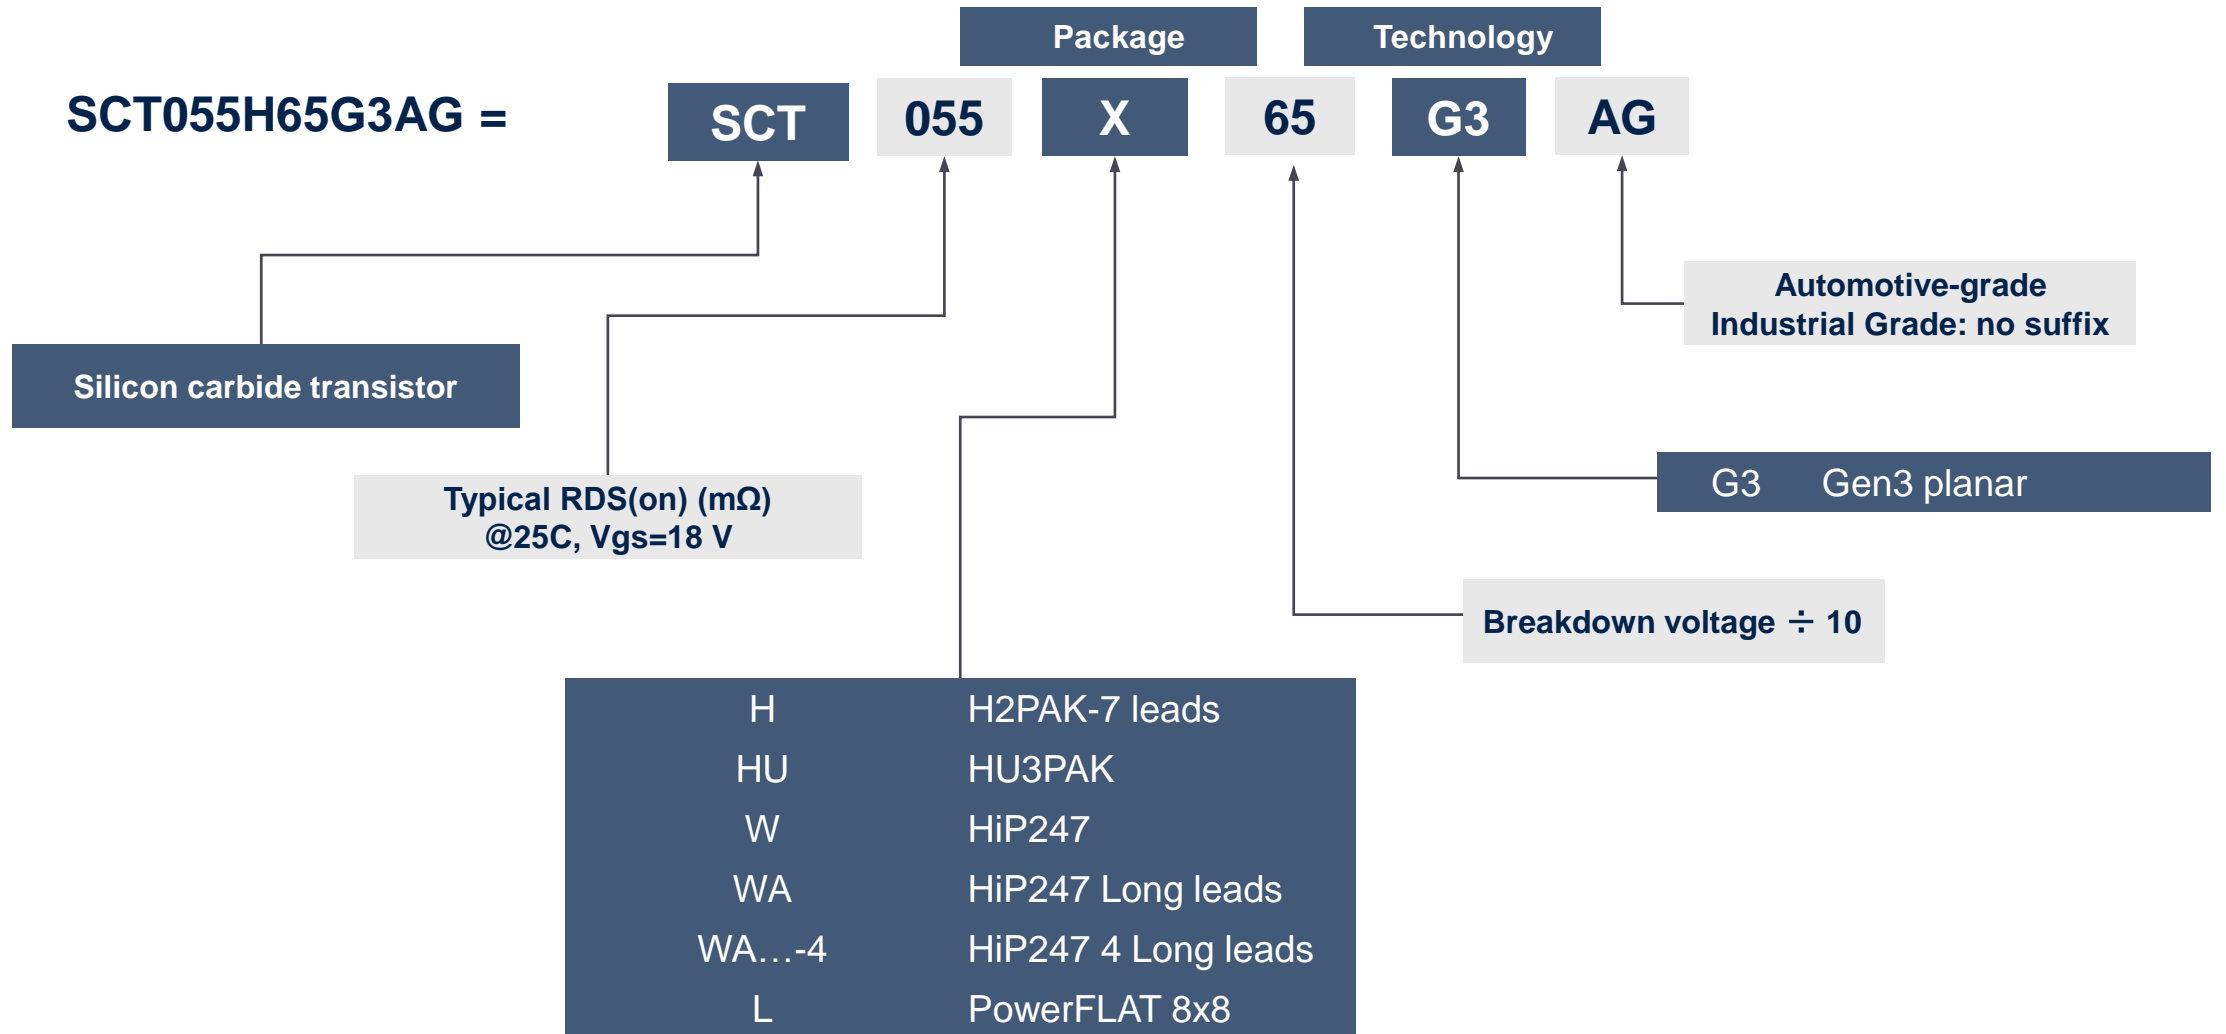 Package Technology
SCT055H65G3AG = SCT 055 X 65 G3 AG
Automotive-grade
Industrial Grade: no suffix
Silicon carbide transistor
Typical RDS(on) (mΩ)
@25C, Vgs=18 V
G3 Gen3 planar
Breakdown voltage ÷ 10
H H2PAK-7 leads
HU HU3PAK
W HiP247
WA HiP247 Long leads
WA…-4 HiP247 4 Long leads
L PowerFLAT 8x8